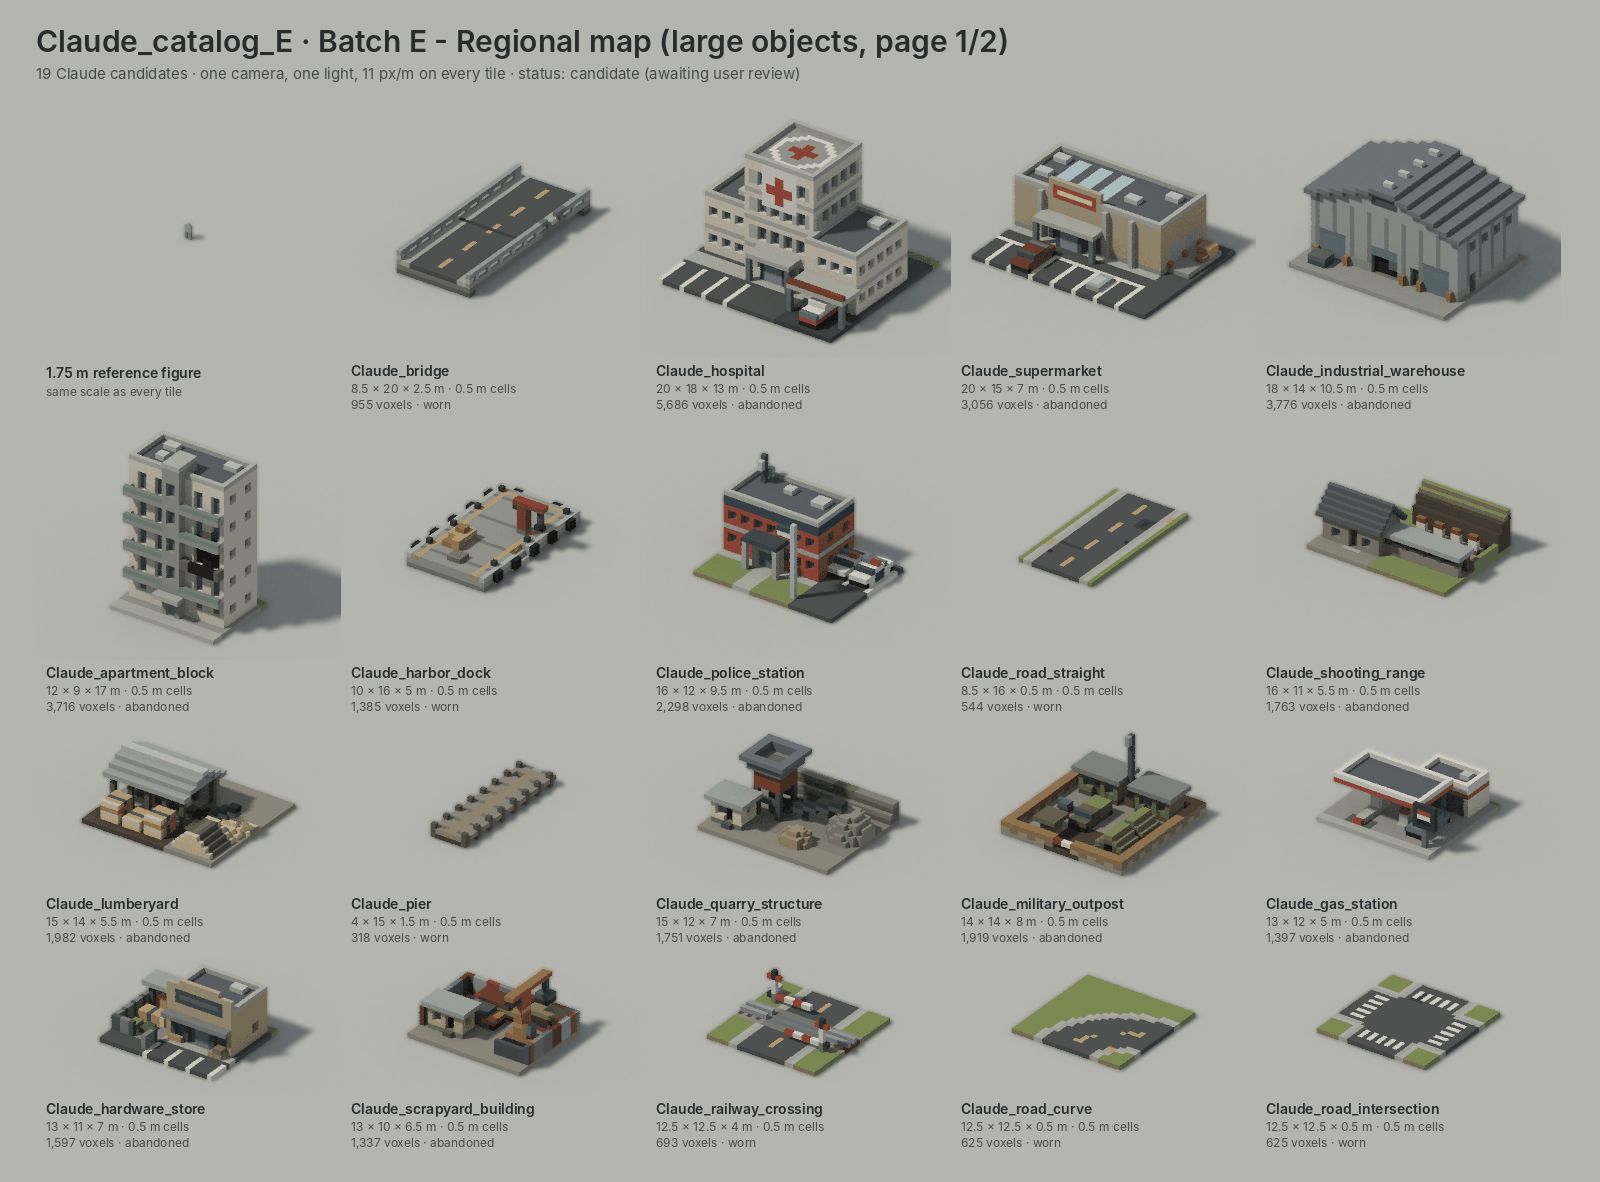 Claude_catalog_E · Batch E - Regional map (large objects, page 1/2)
19 Claude candidates · one camera, one light, 11 px/m on every tile · status: candidate (awaiting user review)
1.75 m reference figure
same scale as every tile
Claude_bridge
8.5 × 20 × 2.5 m · 0.5 m cells
955 voxels · worn
Claude_hospital
20 × 18 × 13 m · 0.5 m cells
5,686 voxels · abandoned
Claude_supermarket
20 × 15 × 7 m · 0.5 m cells
3,056 voxels · abandoned
Claude_industrial_warehouse
18 × 14 × 10.5 m · 0.5 m cells
3,776 voxels · abandoned
Claude_apartment_block
12 × 9 × 17 m · 0.5 m cells
3,716 voxels · abandoned
Claude_harbor_dock
10 × 16 × 5 m · 0.5 m cells
1,385 voxels · worn
Claude_police_station
16 × 12 × 9.5 m · 0.5 m cells
2,298 voxels · abandoned
Claude_road_straight
8.5 × 16 × 0.5 m · 0.5 m cells
544 voxels · worn
Claude_shooting_range
16 × 11 × 5.5 m · 0.5 m cells
1,763 voxels · abandoned
Claude_lumberyard
15 × 14 × 5.5 m · 0.5 m cells
1,982 voxels · abandoned
Claude_pier
4 × 15 × 1.5 m · 0.5 m cells
318 voxels · worn
Claude_quarry_structure
15 × 12 × 7 m · 0.5 m cells
1,751 voxels · abandoned
Claude_military_outpost
14 × 14 × 8 m · 0.5 m cells
1,919 voxels · abandoned
Claude_gas_station
13 × 12 × 5 m · 0.5 m cells
1,397 voxels · abandoned
Claude_hardware_store
13 × 11 × 7 m · 0.5 m cells
1,597 voxels · abandoned
Claude_scrapyard_building
13 × 10 × 6.5 m · 0.5 m cells
1,337 voxels · abandoned
Claude_railway_crossing
12.5 × 12.5 × 4 m · 0.5 m cells
693 voxels · worn
Claude_road_curve
12.5 × 12.5 × 0.5 m · 0.5 m cells
625 voxels · worn
Claude_road_intersection
12.5 × 12.5 × 0.5 m · 0.5 m cells
625 voxels · worn